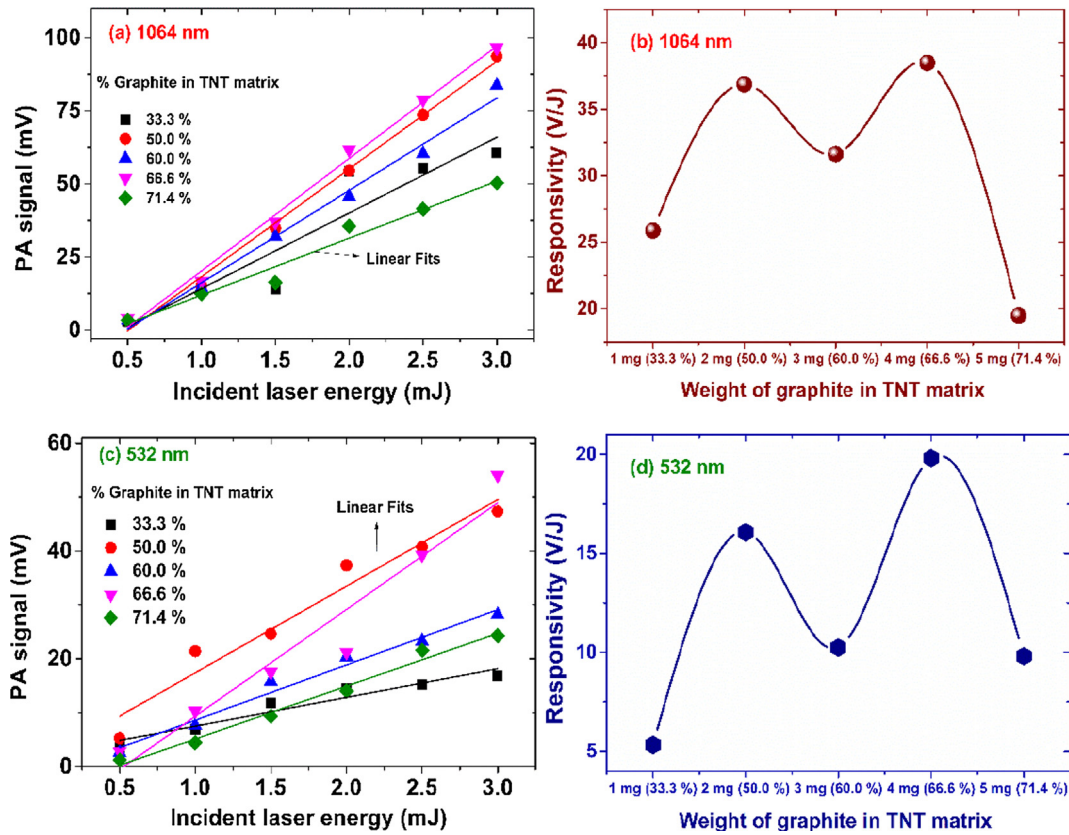 (a) 1064 nm
% Graphite in TNT matrix
33.3 %
50.0 %
60.0 %
66.6 %
71.4 %
Linear Fits
PA signal (mV)
100
75
50
25
0
0.5 1.0 1.5 2.0 2.5 3.0
Incident laser energy (mJ)
(b) 1064 nm
Responsivity (V/J)
40
35
30
25
20
1 mg (33.3 %) 2 mg (50.0 %) 3 mg (60.0 %) 4 mg (66.6 %) 5 mg (71.4 %)
Weight of graphite in TNT matrix
(c) 532 nm
% Graphite in TNT matrix
33.3 %
50.0 %
60.0 %
66.6 %
71.4 %
Linear Fits
PA signal (mV)
60
40
20
0
0.5 1.0 1.5 2.0 2.5 3.0
Incident laser energy (mJ)
(d) 532 nm
Responsivity (V/J)
20
15
10
5
1 mg (33.3 %) 2 mg (50.0 %) 3 mg (60.0 %) 4 mg (66.6 %) 5 mg (71.4 %)
Weight of graphite in TNT matrix